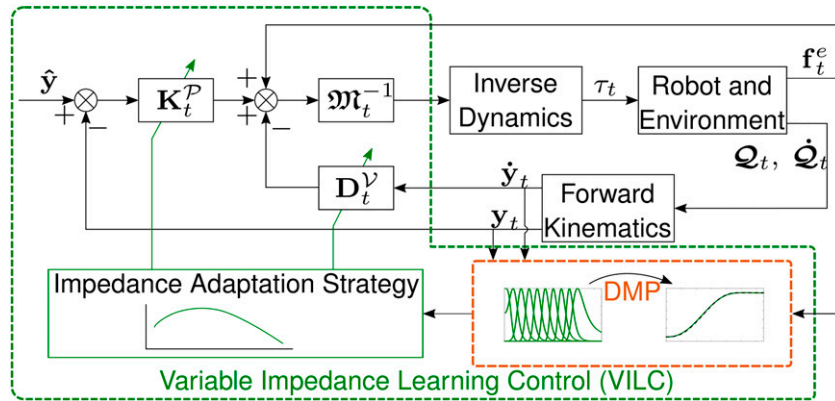 ŷ
+
−
K_t^𝒫
+
+
−
𝔐_t^{-1}
Inverse
Dynamics
τ_t
Robot and
Environment
f_t^e
𝓠_t, 𝓠̇_t
D_t^𝒱
ẏ_t
y_t
Forward
Kinematics
Impedance Adaptation Strategy
DMP
Variable Impedance Learning Control (VILC)